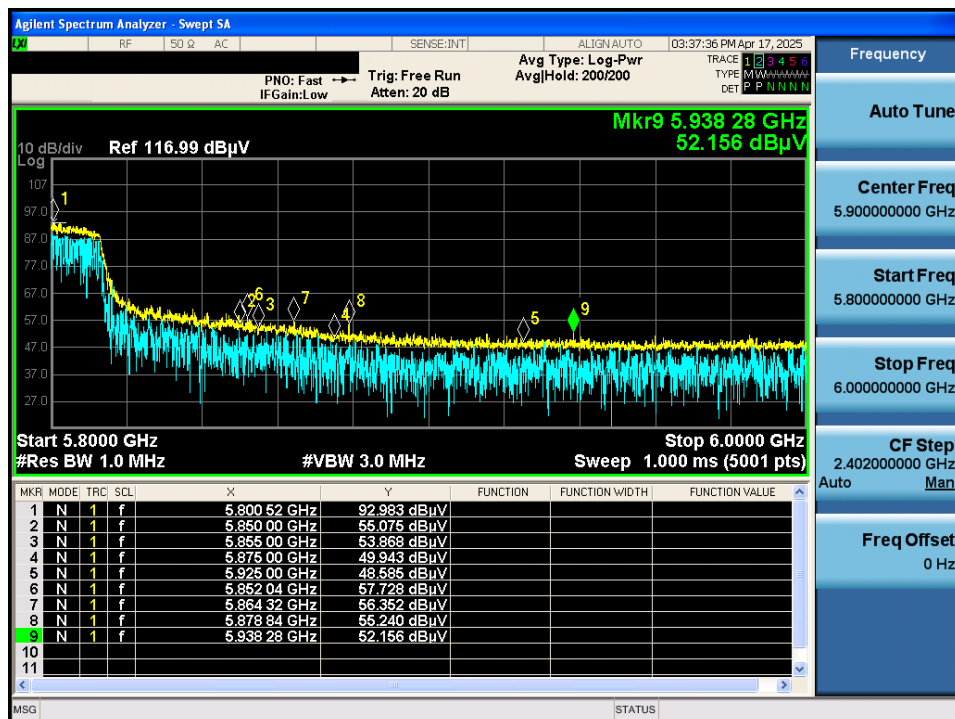 Agilent Spectrum Analyzer - Swept SA
LXI RF 50 Ω AC SENSE:INT ALIGNAUTO 03:37:36 PM Apr 17, 2025
PNO: Fast
IFGain:Low
Trig: Free Run
Atten: 20 dB
Avg Type: Log-Pwr
Avg|Hold: 200/200
TRACE 1 2 3 4 5 6
TYPE M W
DET P P N N N N
Mkr9 5.938 28 GHz
52.156 dBµV
10 dB/div Ref 116.99 dBµV
Log
107
97.0
87.0
77.0
67.0
57.0
47.0
37.0
27.0
1
2
6
3
7
4
8
5
9
Start 5.8000 GHz Stop 6.0000 GHz
#Res BW 1.0 MHz #VBW 3.0 MHz Sweep 1.000 ms (5001 pts)
MKR MODE TRC SCL X Y FUNCTION FUNCTION WIDTH FUNCTION VALUE
1 N 1 f 5.800 52 GHz 92.983 dBµV
2 N 1 f 5.850 00 GHz 55.075 dBµV
3 N 1 f 5.855 00 GHz 53.868 dBµV
4 N 1 f 5.875 00 GHz 49.943 dBµV
5 N 1 f 5.925 00 GHz 48.585 dBµV
6 N 1 f 5.852 04 GHz 57.728 dBµV
7 N 1 f 5.864 32 GHz 56.352 dBµV
8 N 1 f 5.878 84 GHz 55.240 dBµV
9 N 1 f 5.938 28 GHz 52.156 dBµV
10
11
MSG STATUS
Frequency
Auto Tune
Center Freq
5.900000000 GHz
Start Freq
5.800000000 GHz
Stop Freq
6.000000000 GHz
CF Step
2.402000000 GHz
Auto Man
Freq Offset
0 Hz